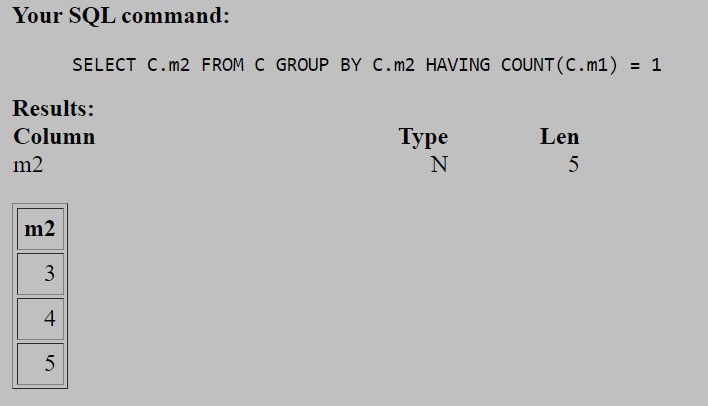 Your SQL command:
SELECT C.m2 FROM C GROUP BY C.m2 HAVING COUNT(C.m1) = 1
Results:
Column Type Len
m2 N 5
m2
3
4
5